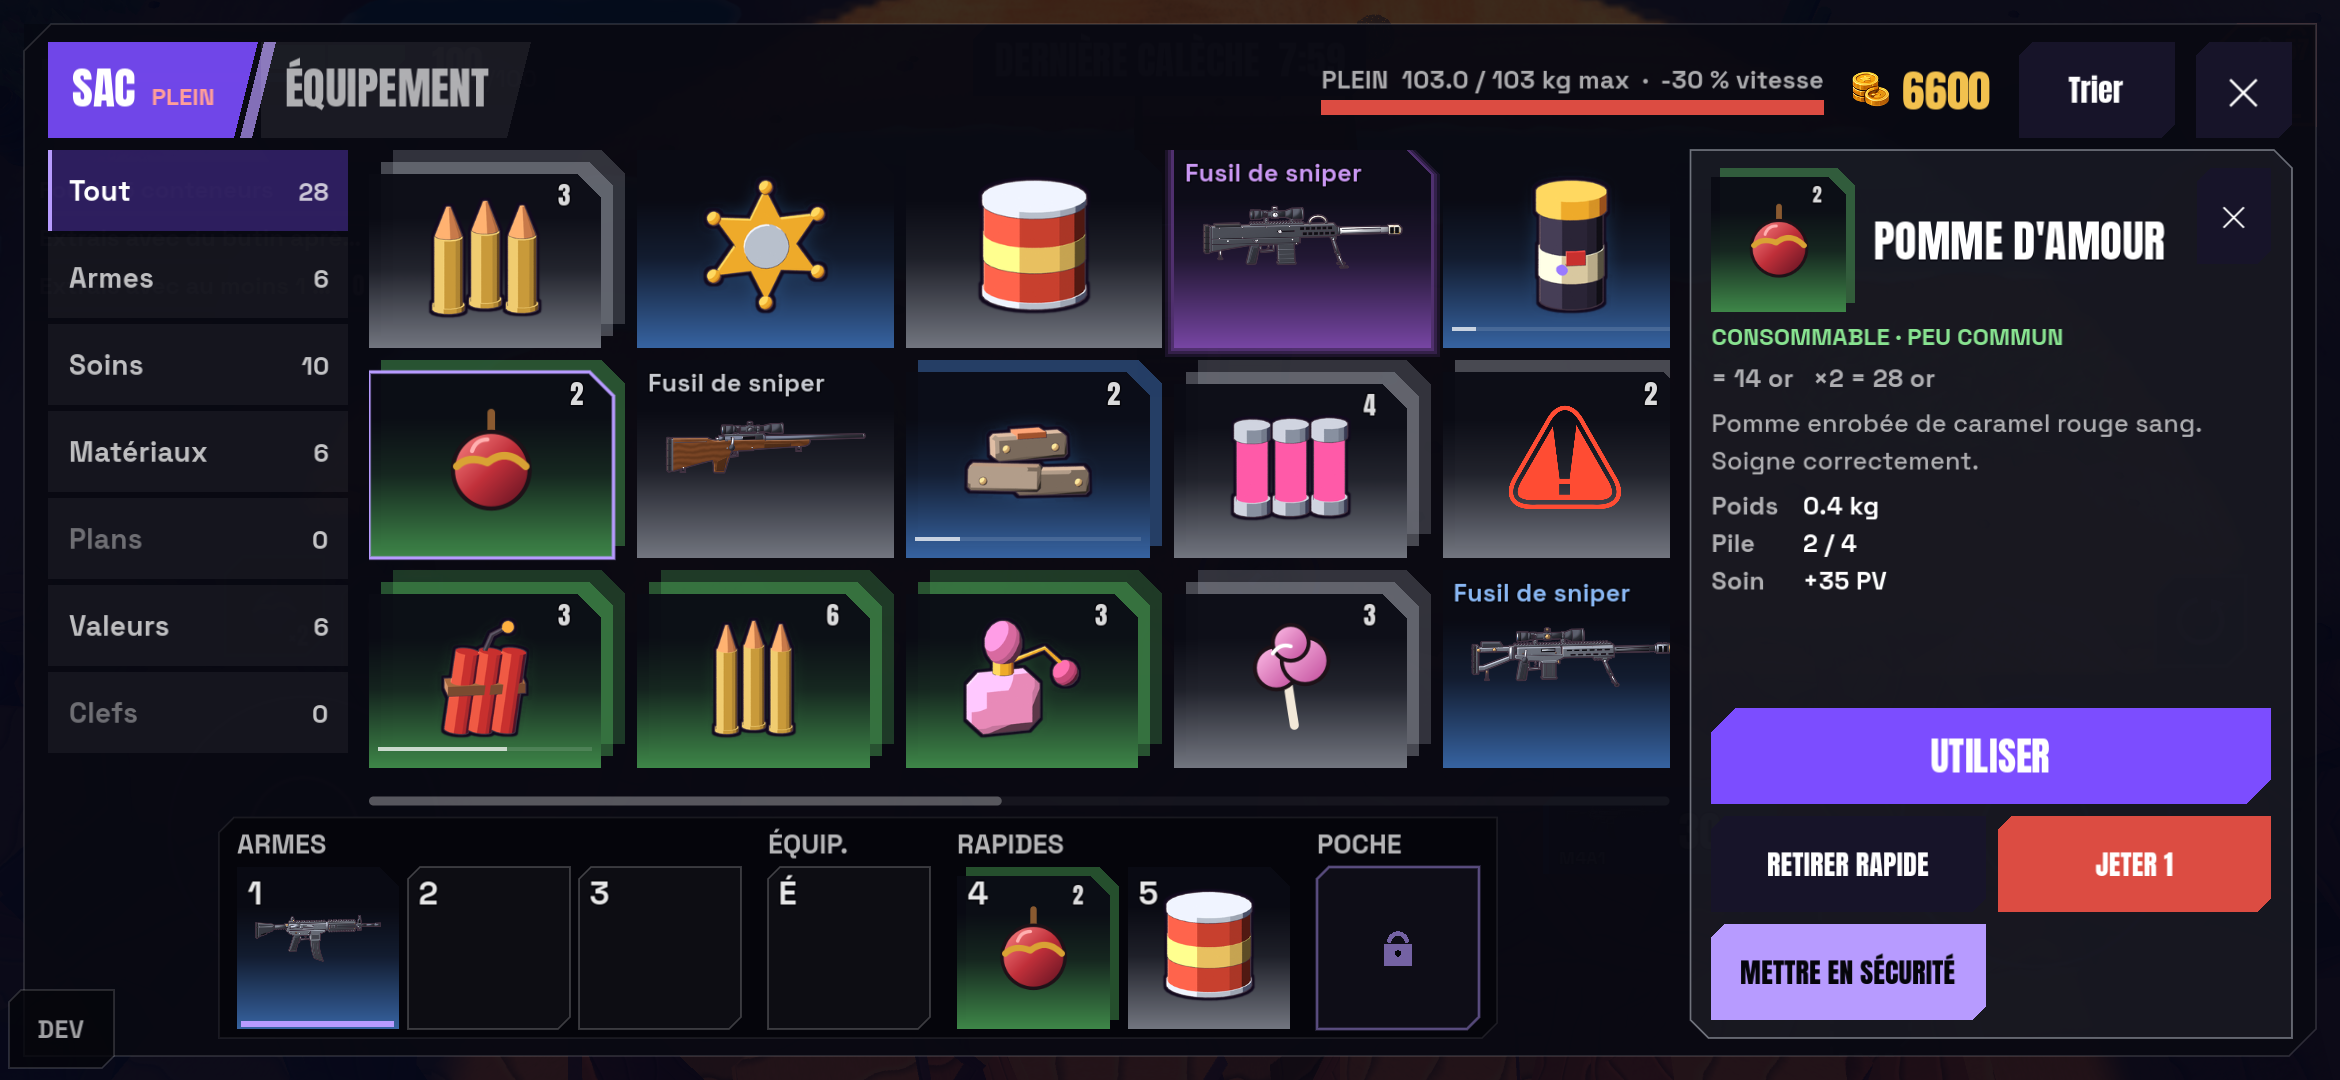 SAC PLEIN
ÉQUIPEMENT
PLEIN 103.0 / 103 kg max · -30 % vitesse
6600
Trier
Tout 28
Armes 6
Soins 10
Matériaux 6
Plans 0
Valeurs 6
Clefs 0
3
Fusil de sniper
2
Fusil de sniper
2
4
2
3
6
3
3
Fusil de sniper
2
POMME D'AMOUR
CONSOMMABLE · PEU COMMUN
= 14 or ×2 = 28 or
Pomme enrobée de caramel rouge sang.
Soigne correctement.
Poids 0.4 kg
Pile 2 / 4
Soin +35 PV
UTILISER
RETIRER RAPIDE
JETER 1
METTRE EN SÉCURITÉ
ARMES
1
2
3
ÉQUIP.
É
RAPIDES
4 2
5
POCHE
DEV